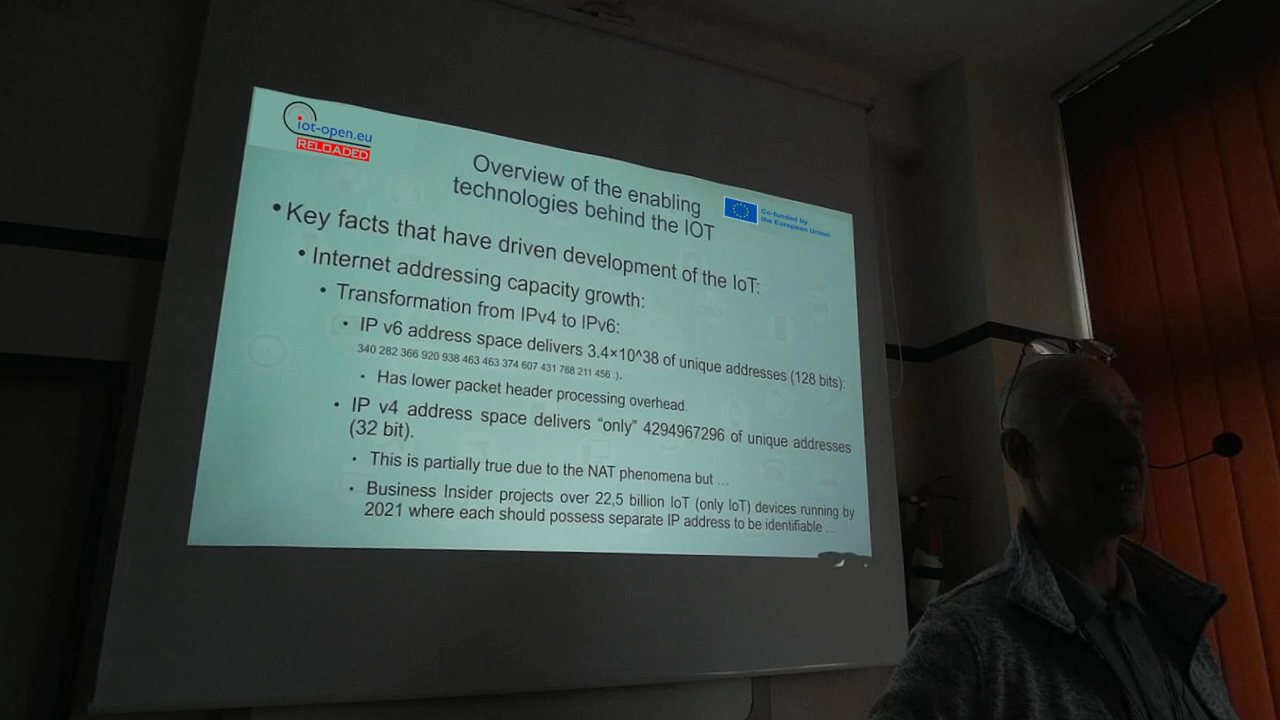 iot-open.eu
RELOADED
Overview of the enabling
technologies behind the IOT
Co-funded by
the European Union
•Key facts that have driven development of the IoT:
• Internet addressing capacity growth:
• Transformation from IPv4 to IPv6:
• IP v6 address space delivers 3.4×10^38 of unique addresses (128 bits):
340 282 366 920 938 463 463 374 607 431 768 211 456 :).
• Has lower packet header processing overhead.
• IP v4 address space delivers “only” 4294967296 of unique addresses
(32 bit).
• This is partially true due to the NAT phenomena but ...
• Business Insider projects over 22,5 billion IoT (only IoT) devices running by
2021 where each should possess separate IP address to be identifiable ...